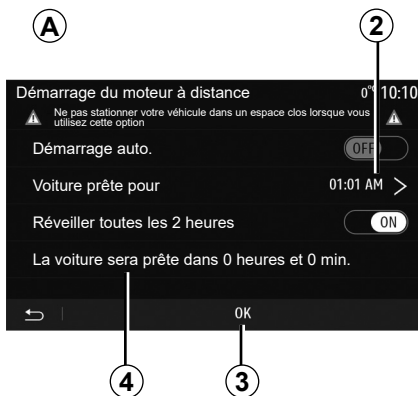 A
2
Démarrage du moteur à distance 0° 10:10
Ne pas stationner votre véhicule dans un espace clos lorsque vous
utilisez cette option
Démarrage auto. OFF
Voiture prête pour 01:01 AM
Réveiller toutes les 2 heures ON
La voiture sera prête dans 0 heures et 0 min.
OK
4
3